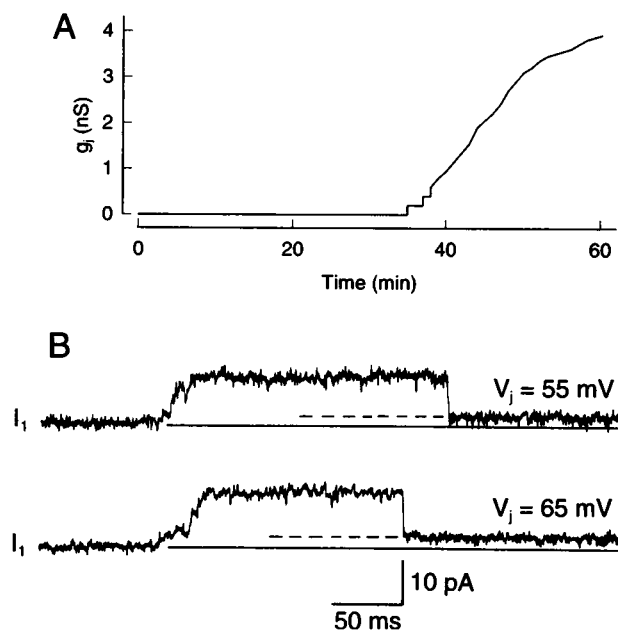 A
4
3
2
1
0
gj (nS)
0 20 40 60
Time (min)
B
I1
Vj = 55 mV
I1
Vj = 65 mV
10 pA
50 ms